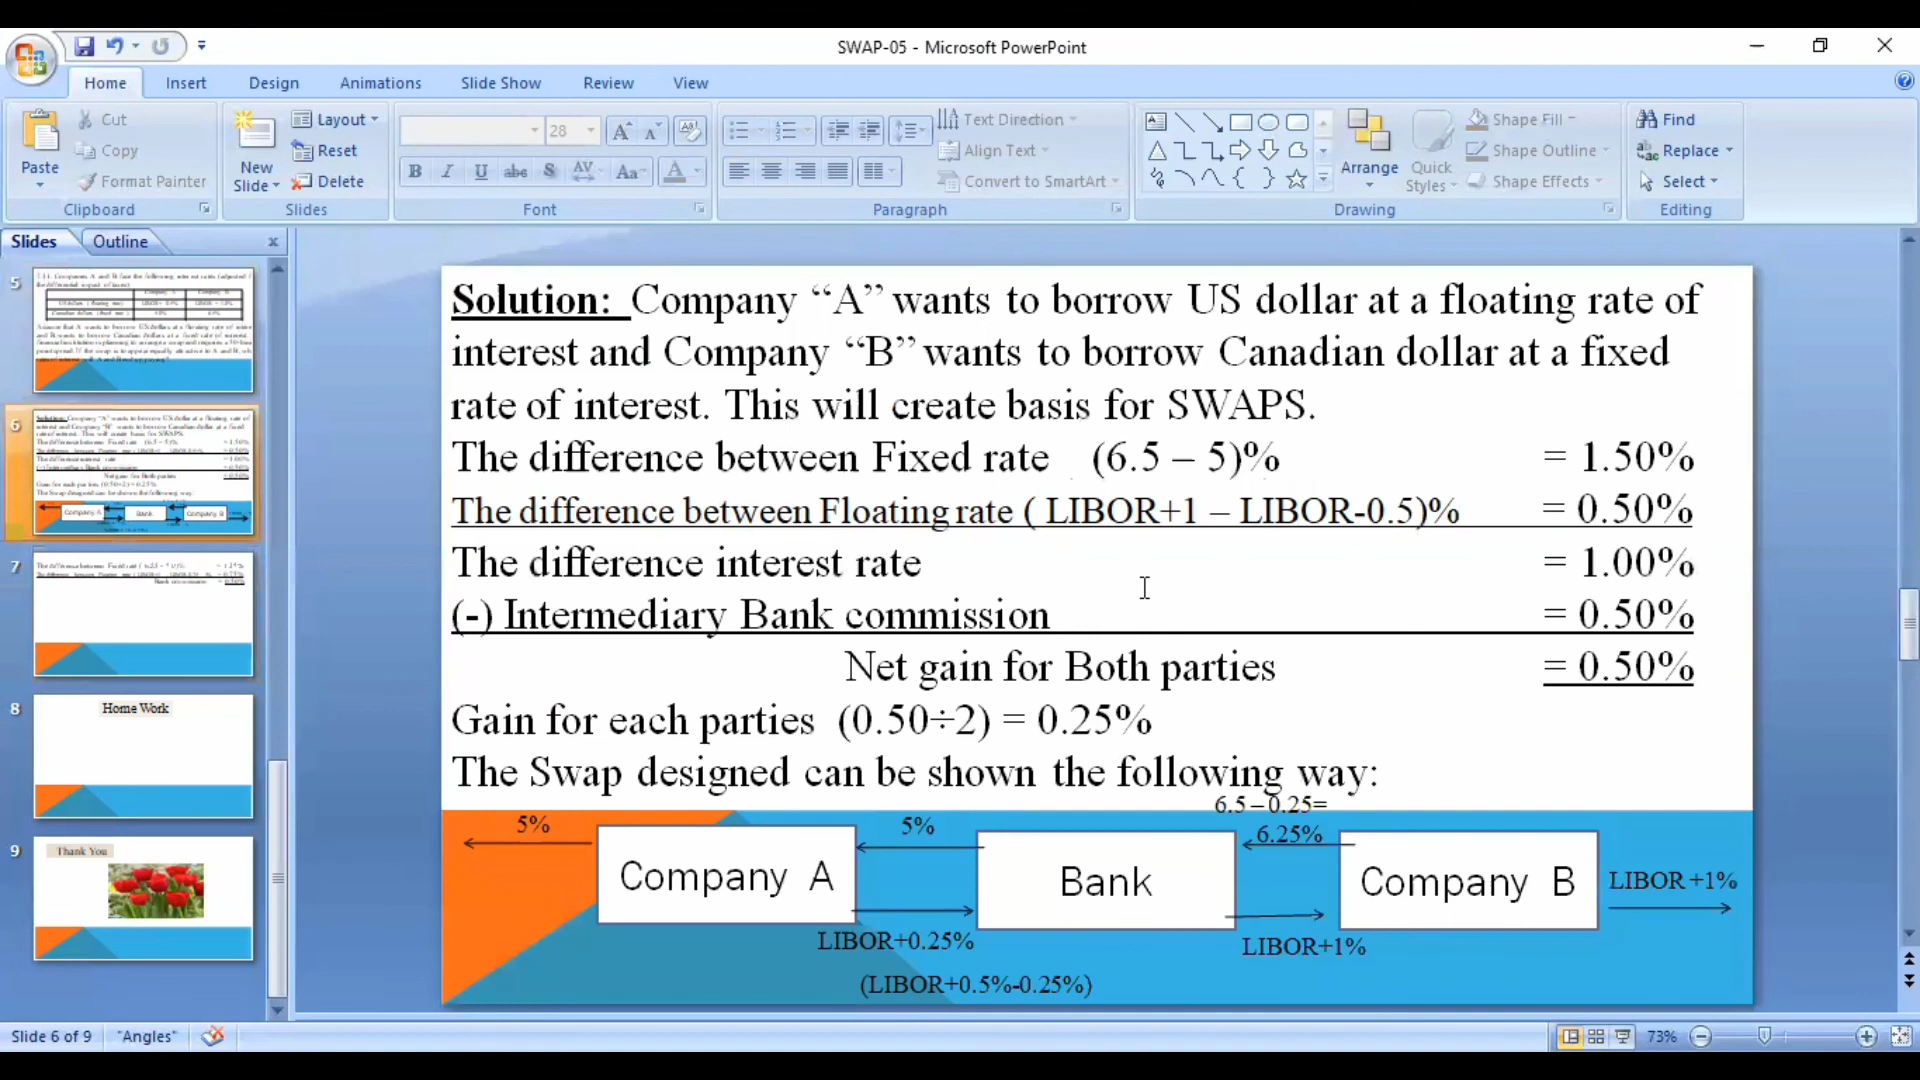 SWAP-05 - Microsoft PowerPoint
Home Insert Design Animations Slide Show Review View
Paste
Cut
Copy
Format Painter
Clipboard
New Slide
Layout
Reset
Delete
Slides
28
B I U abc S AV Aa A
Font
Text Direction
Align Text
Convert to SmartArt
Paragraph
Arrange
Quick Styles
Shape Fill
Shape Outline
Shape Effects
Drawing
Find
Replace
Select
Editing
Slides Outline
5
6
7
8
Home Work
9
Thank You
Solution: Company “A” wants to borrow US dollar at a floating rate of
interest and Company “B” wants to borrow Canadian dollar at a fixed
rate of interest. This will create basis for SWAPS.
The difference between Fixed rate (6.5 – 5)% = 1.50%
The difference between Floating rate ( LIBOR+1 – LIBOR-0.5)% = 0.50%
The difference interest rate = 1.00%
(-) Intermediary Bank commission = 0.50%
Net gain for Both parties = 0.50%
Gain for each parties (0.50÷2) = 0.25%
The Swap designed can be shown the following way:
6.5 – 0.25=
5% 5% 6.25%
Company A Bank Company B LIBOR +1%
LIBOR+0.25% LIBOR+1%
(LIBOR+0.5%-0.25%)
Slide 6 of 9 "Angles" 73%